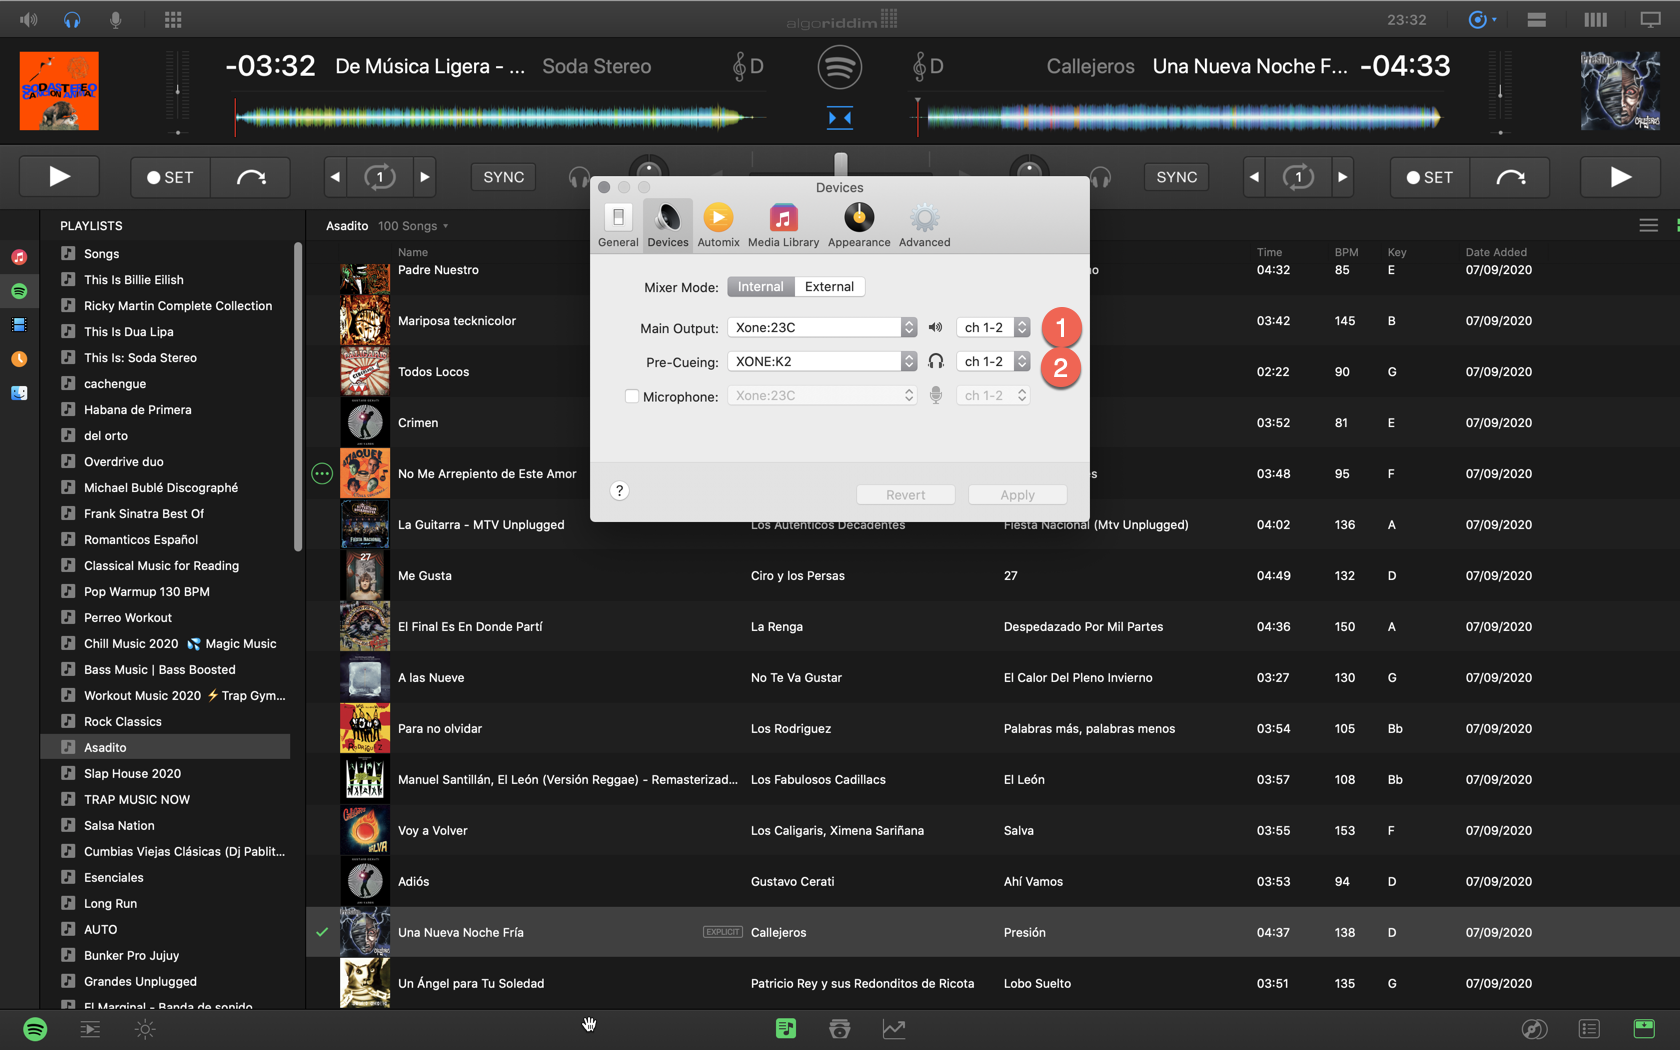 algoriddim
23:32
-03:32 De Música Ligera - ... Soda Stereo D
D Callejeros Una Nueva Noche F... -04:33
SET 1 SYNC
SYNC 1 SET
PLAYLISTS
Songs
This Is Billie Eilish
Ricky Martin Complete Collection
This Is Dua Lipa
This Is: Soda Stereo
cachengue
Habana de Primera
del orto
Overdrive duo
Michael Bublé Discographé
Frank Sinatra Best Of
Romanticos Español
Classical Music for Reading
Pop Warmup 130 BPM
Perreo Workout
Chill Music 2020 💦 Magic Music
Bass Music | Bass Boosted
Workout Music 2020 ⚡Trap Gym...
Rock Classics
Asadito
Slap House 2020
TRAP MUSIC NOW
Salsa Nation
Cumbias Viejas Clásicas (Dj Pablit...
Esenciales
Long Run
AUTO
Bunker Pro Jujuy
Grandes Unplugged
El Marginal - Banda de sonido
Asadito 100 Songs
Name Time BPM Key Date Added
Padre Nuestro no 04:32 85 E 07/09/2020
Mariposa tecknicolor 03:42 145 B 07/09/2020
Todos Locos 02:22 90 G 07/09/2020
Crimen 03:52 81 E 07/09/2020
No Me Arrepiento de Este Amor s 03:48 95 F 07/09/2020
La Guitarra - MTV Unplugged Los Auténticos Decadentes Fiesta Nacional (Mtv Unplugged) 04:02 136 A 07/09/2020
Me Gusta Ciro y los Persas 27 04:49 132 D 07/09/2020
El Final Es En Donde Partí La Renga Despedazado Por Mil Partes 04:36 150 A 07/09/2020
A las Nueve No Te Va Gustar El Calor Del Pleno Invierno 03:27 130 G 07/09/2020
Para no olvidar Los Rodriguez Palabras más, palabras menos 03:54 105 Bb 07/09/2020
Manuel Santillán, El León (Versión Reggae) - Remasterizad... Los Fabulosos Cadillacs El León 03:57 108 Bb 07/09/2020
Voy a Volver Los Caligaris, Ximena Sariñana Salva 03:55 153 F 07/09/2020
Adiós Gustavo Cerati Ahí Vamos 03:53 94 D 07/09/2020
Una Nueva Noche Fría EXPLICIT Callejeros Presión 04:37 138 D 07/09/2020
Un Ángel para Tu Soledad Patricio Rey y sus Redonditos de Ricota Lobo Suelto 03:51 135 G 07/09/2020
Devices
General Devices Automix Media Library Appearance Advanced
Mixer Mode: Internal External
Main Output: Xone:23C ch 1-2 1
Pre-Cueing: XONE:K2 ch 1-2 2
Microphone: Xone:23C ch 1-2
? Revert Apply